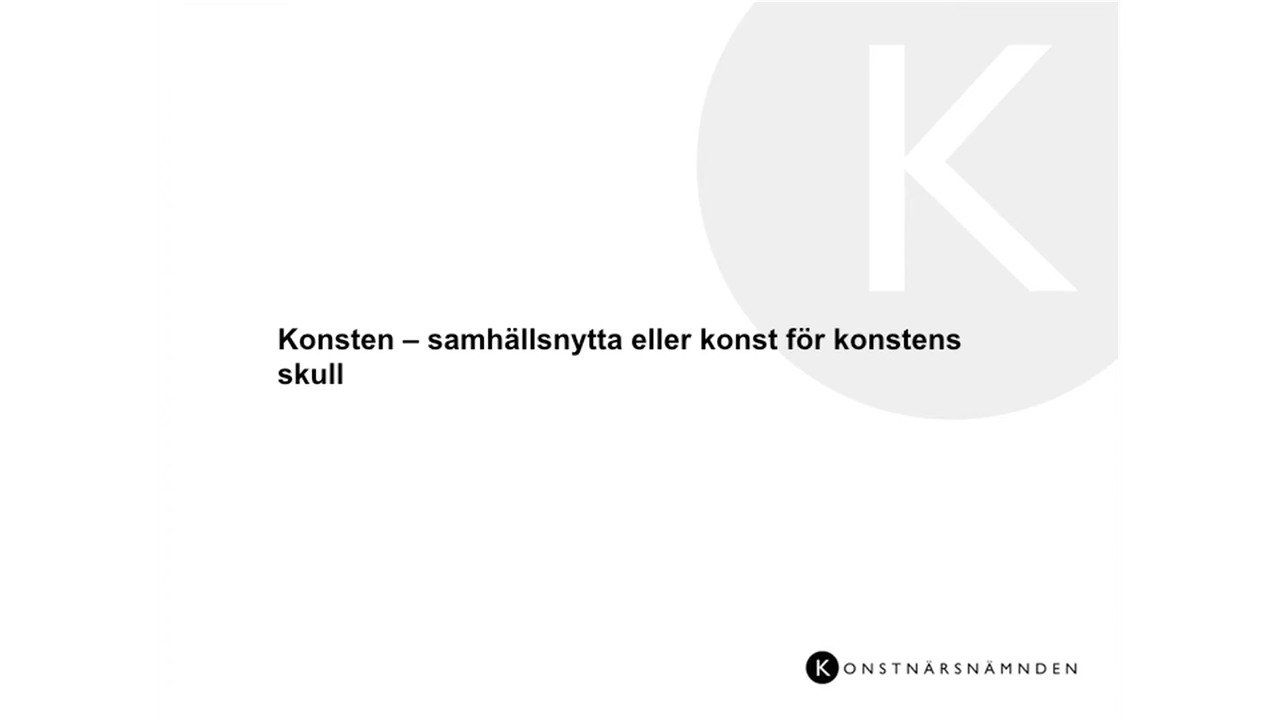 K
Konsten – samhällsnytta eller konst för konstens
skull
KONSTNÄRSNÄMNDEN